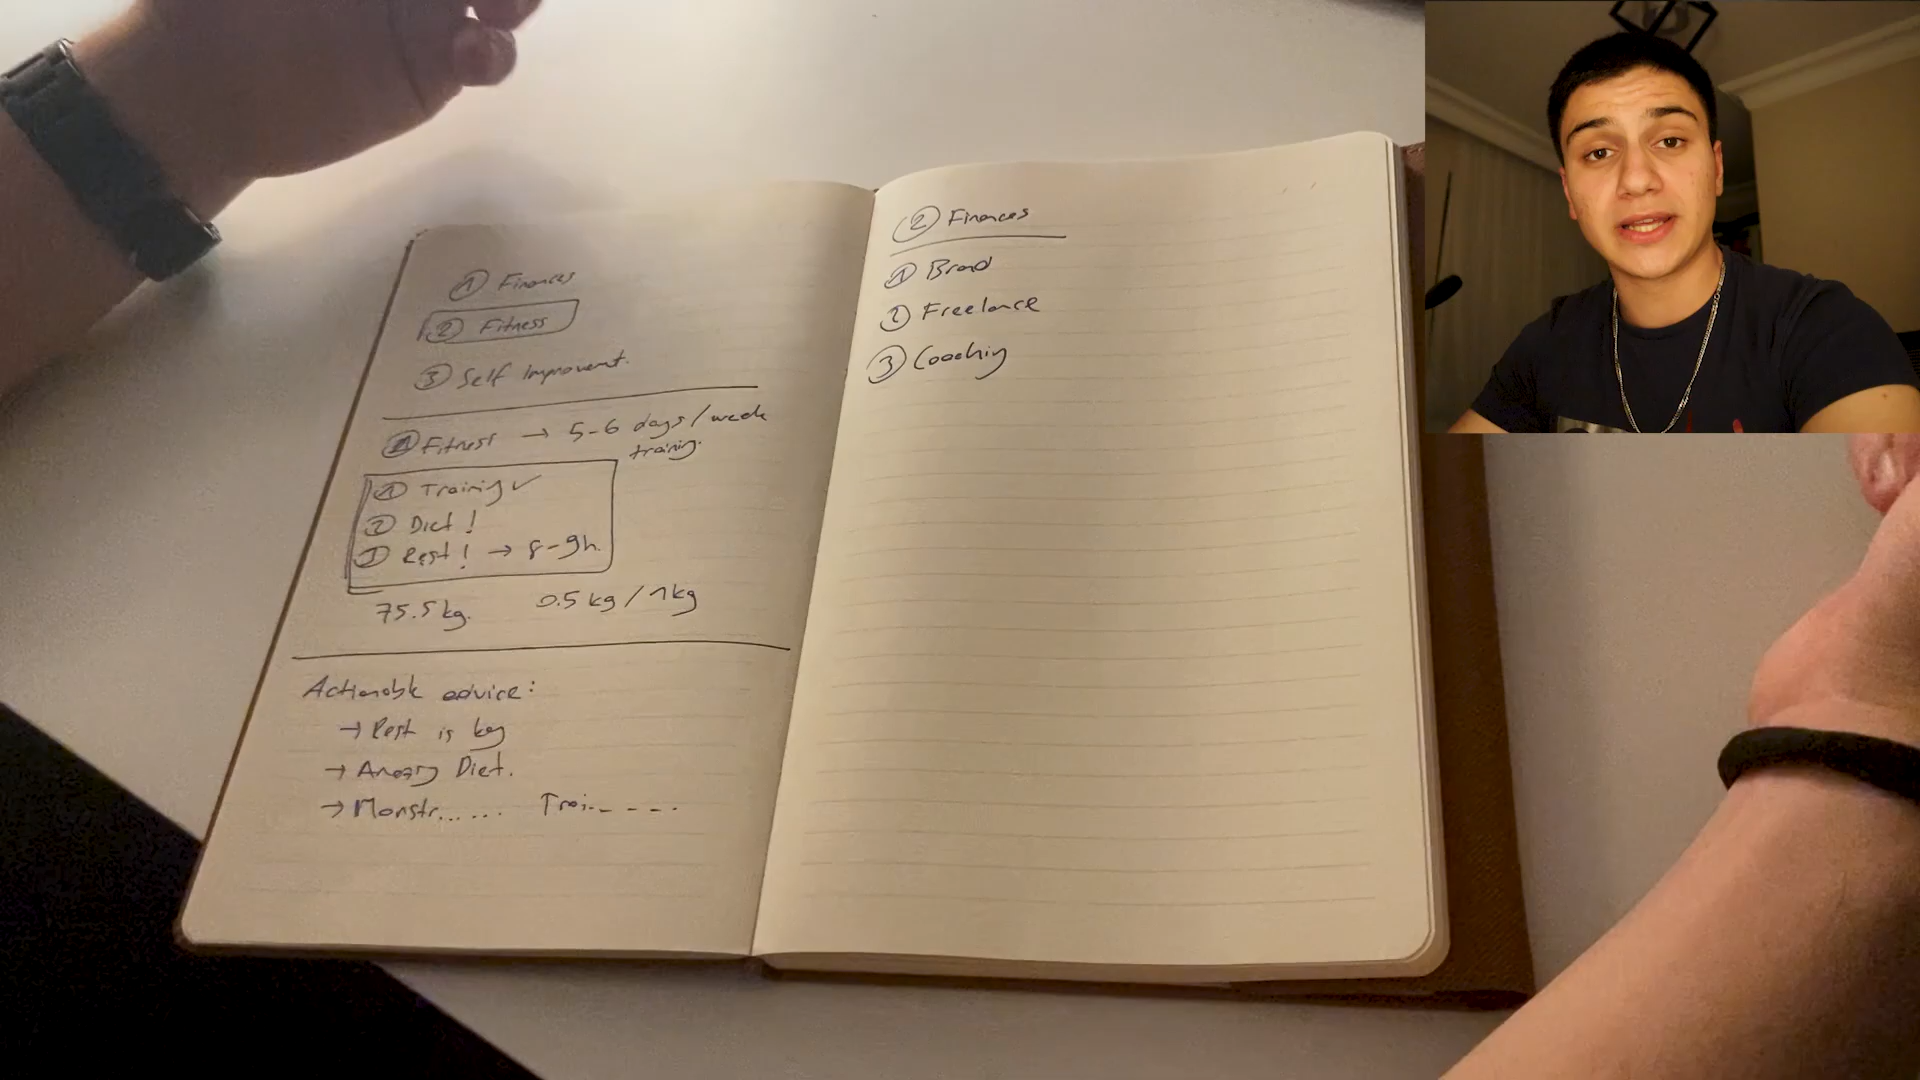 ① Finances
② Fitness
③ Self Improvement.
① Fitness → 5-6 days/week
training.
① Training ✓
② Diet !
③ Rest ! → 8-9h.
75.5 kg. 0.5 kg / 1kg
Actionable advice:
→ Rest is key
→ Diet.
→ Monstr...... Trai.----
② Finances
① Brand
② Freelance
③ Coaching